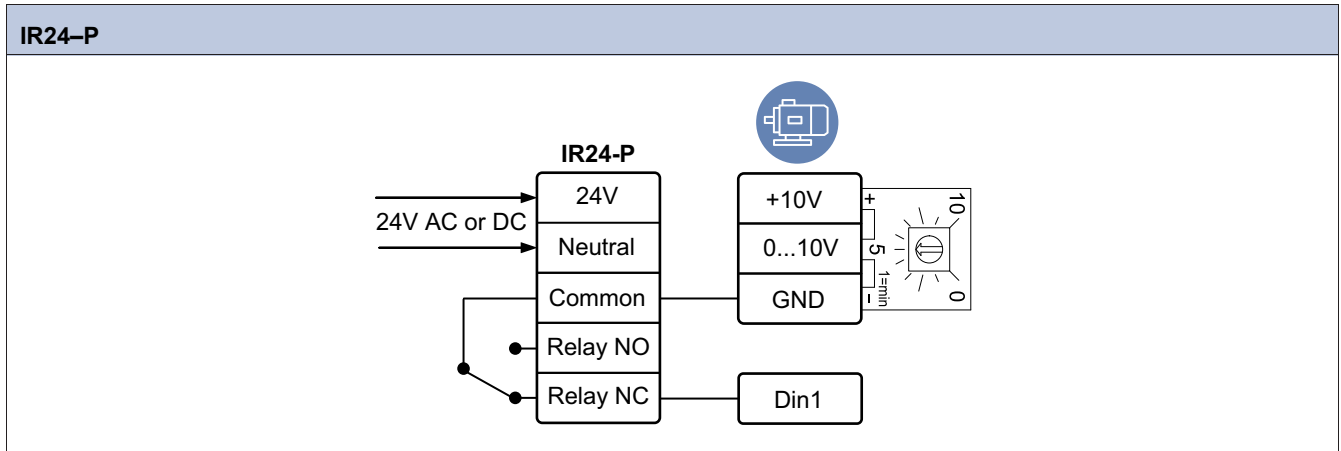 IR24–P
IR24-P
24V AC or DC
24V
Neutral
Common
Relay NO
Relay NC
+10V
0...10V
GND
Din1
+
-
10
5
1=min
0